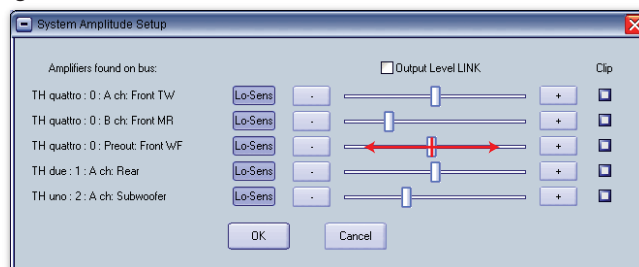 System Amplitude Setup
Amplifiers found on bus: Output Level LINK Clip
TH quattro : 0 : A ch: Front TW Lo-Sens - +
TH quattro : 0 : B ch: Front MR Lo-Sens - +
TH quattro : 0 : Preout: Front WF Lo-Sens - +
TH due : 1 : A ch: Rear Lo-Sens - +
TH uno : 2 : A ch: Subwoofer Lo-Sens - +
OK Cancel